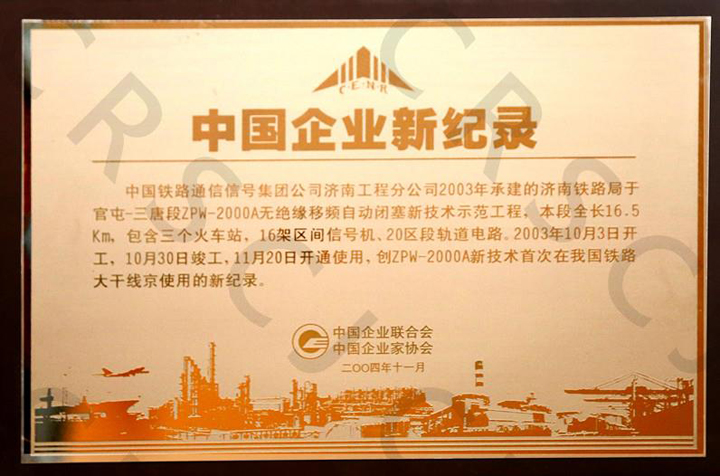 C·E·N·R
中国企业新纪录
中国铁路通信信号集团公司济南工程分公司2003年承建的济南铁路局于
官屯-三唐段ZPW-2000A无绝缘移频自动闭塞新技术示范工程，本段全长16.5
Km，包含三个火车站，16架区间信号机、20区段轨道电路。2003年10月3日开
工，10月30日竣工，11月20日开通使用，创ZPW-2000A新技术首次在我国铁路
大干线京使用的新纪录。
中国企业联合会
中国企业家协会
二〇〇四年十一月
CRSCJC